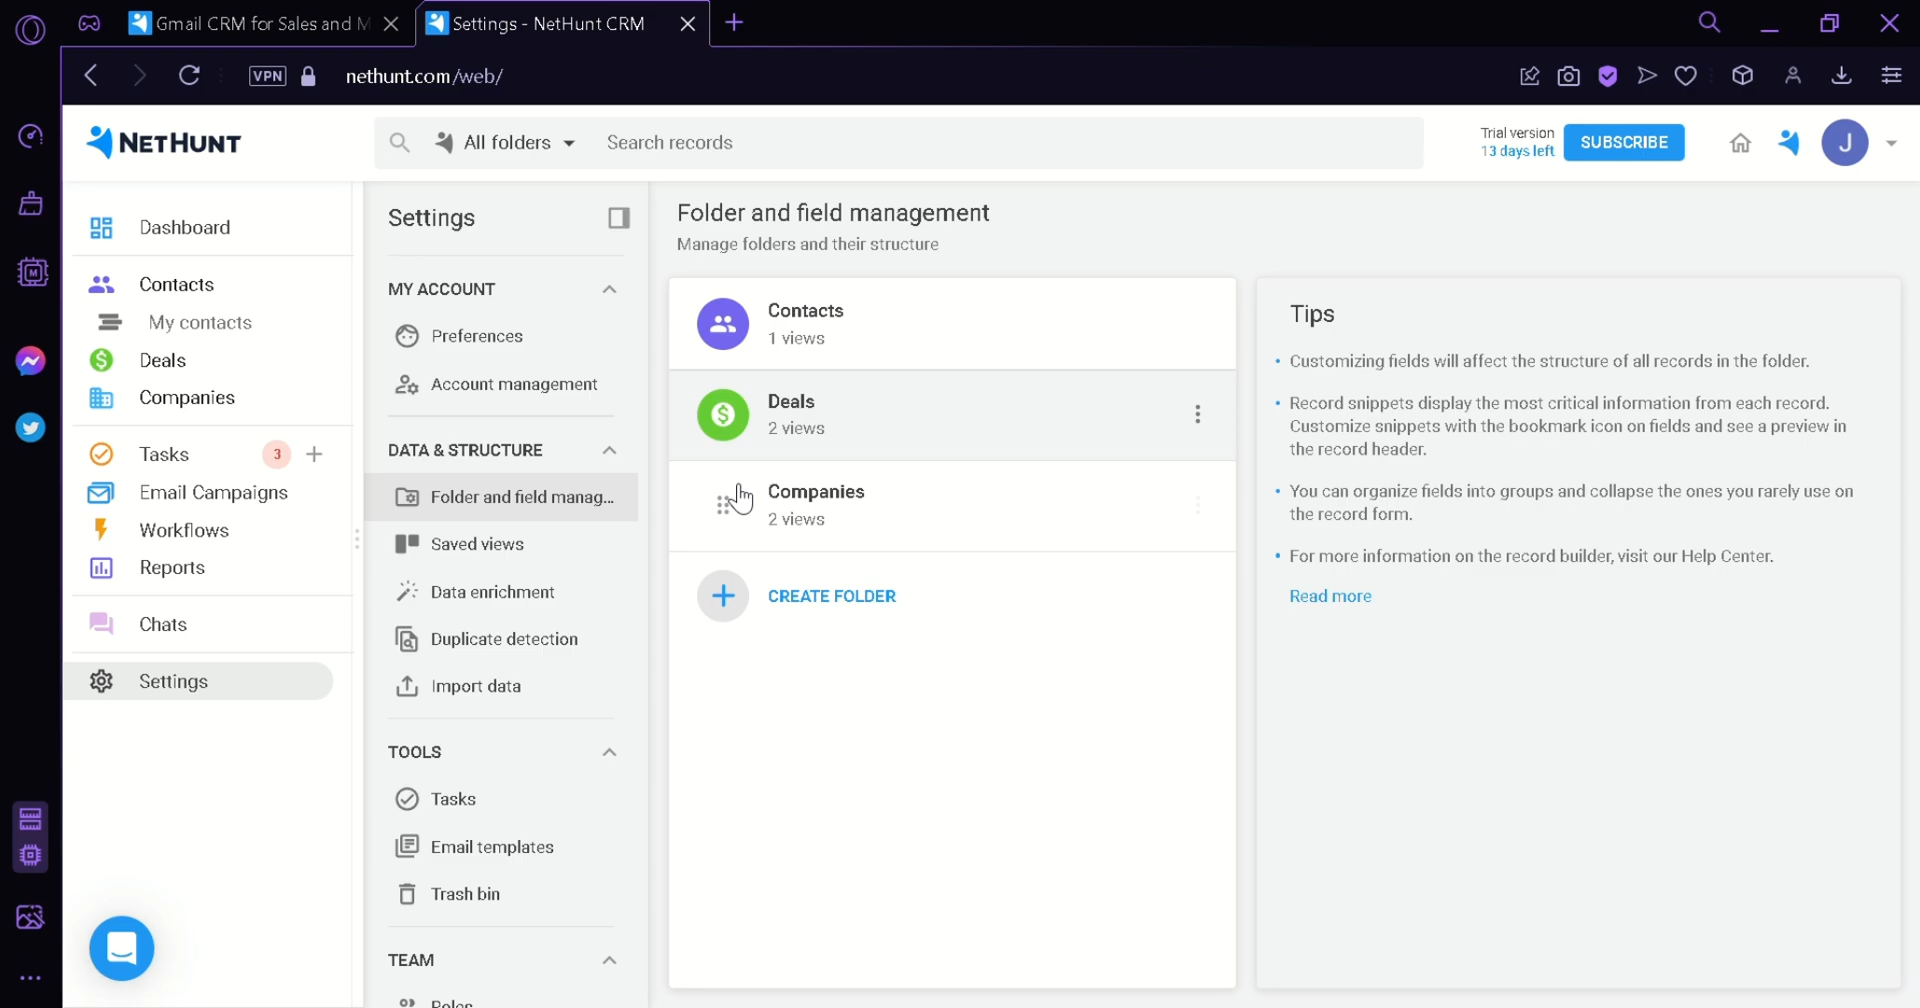 Gmail CRM for Sales and M
Settings - NetHunt CRM
VPN
nethunt.com/web/
NETHUNT
All folders
Search records
Trial version
13 days left
SUBSCRIBE
J
Dashboard
Contacts
My contacts
Deals
Companies
Tasks 3
Email Campaigns
Workflows
Reports
Chats
Settings
Settings
MY ACCOUNT
Preferences
Account management
DATA & STRUCTURE
Folder and field manag...
Saved views
Data enrichment
Duplicate detection
Import data
TOOLS
Tasks
Email templates
Trash bin
TEAM
Roles
Folder and field management
Manage folders and their structure
Contacts
1 views
Deals
2 views
Companies
2 views
CREATE FOLDER
Tips
• Customizing fields will affect the structure of all records in the folder.
• Record snippets display the most critical information from each record.
Customize snippets with the bookmark icon on fields and see a preview in
the record header.
• You can organize fields into groups and collapse the ones you rarely use on
the record form.
• For more information on the record builder, visit our Help Center.
Read more